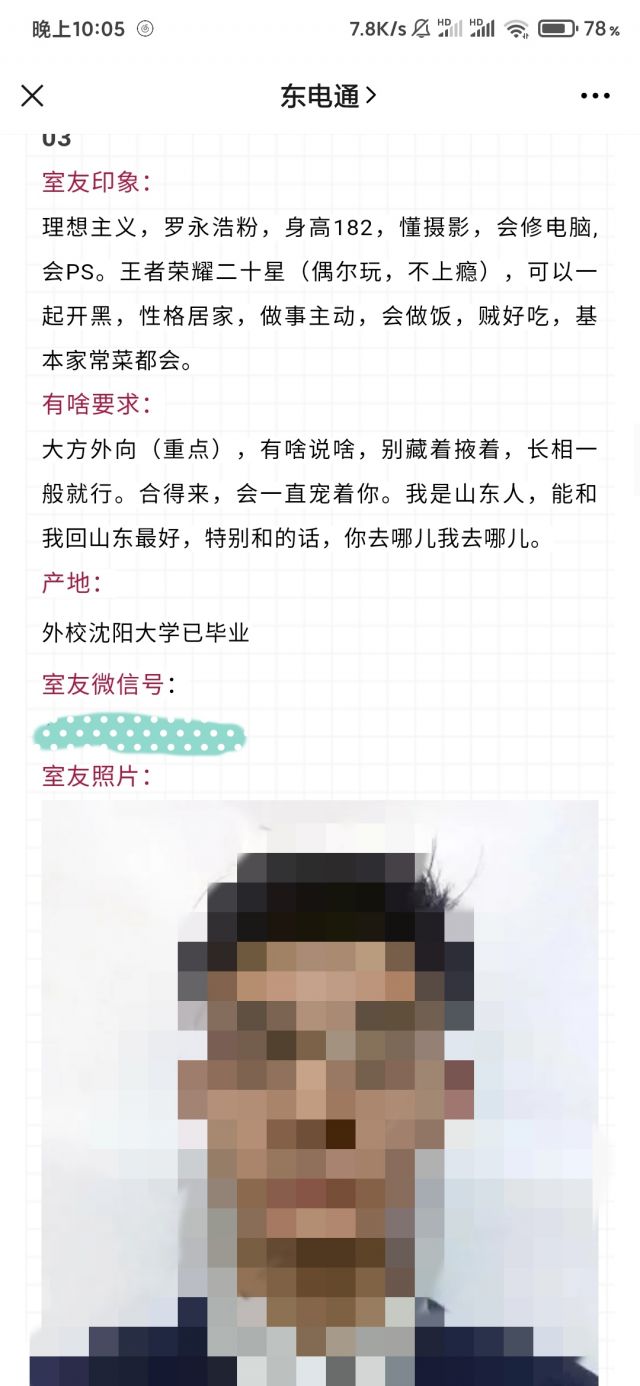 晚上10:05
7.8K/s HD HD 78%
东电通
03
室友印象：
理想主义，罗永浩粉，身高182，懂摄影，会修电脑，
会PS。王者荣耀二十星（偶尔玩，不上瘾），可以一
起开黑，性格居家，做事主动，会做饭，贼好吃，基
本家常菜都会。
有啥要求：
大方外向（重点），有啥说啥，别藏着掖着，长相一
般就行。合得来，会一直宠着你。我是山东人，能和
我回山东最好，特别和的话，你去哪儿我去哪儿。
产地：
外校沈阳大学已毕业
室友微信号：
室友照片：